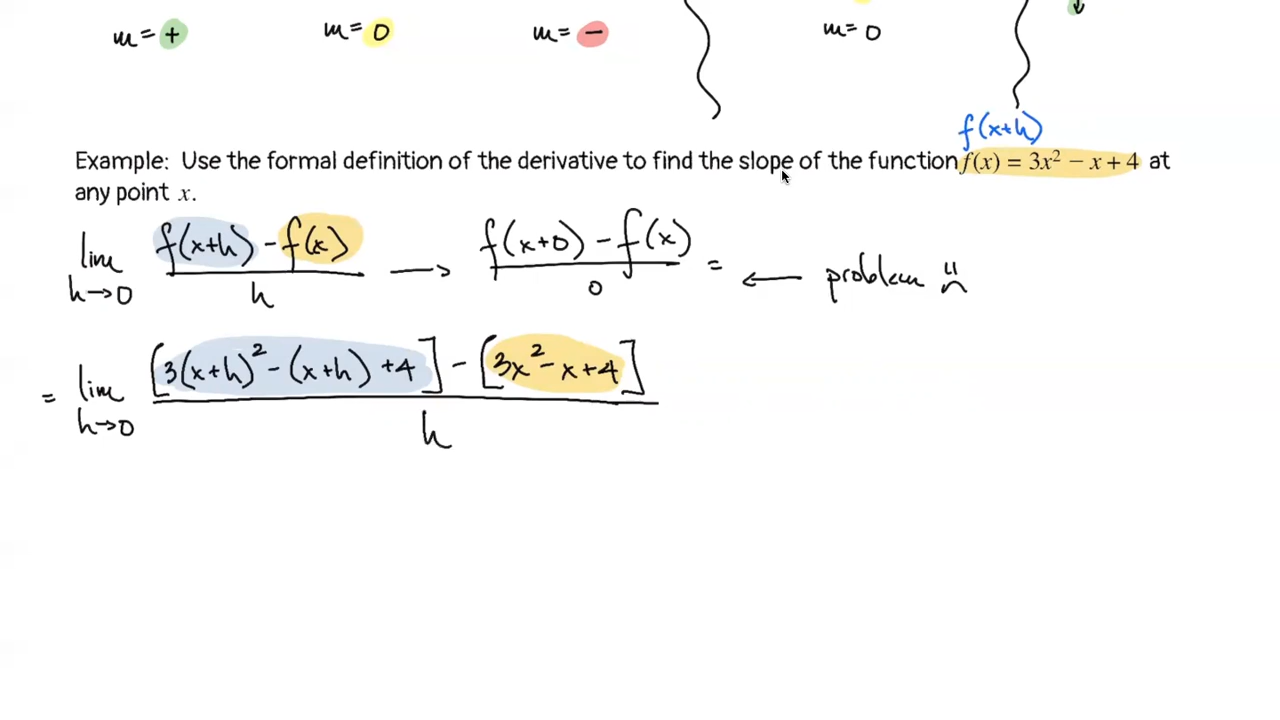 m = + m = 0 m = − m = 0
f(x+h)
Example: Use the formal definition of the derivative to find the slope of the function f(x) = 3x² − x + 4 at
any point x.
lim h→0 f(x+h) − f(x) / h → f(x+0) − f(x) / 0 = ← problem
= lim h→0 [3(x+h)² − (x+h) + 4] − [3x² − x + 4] / h